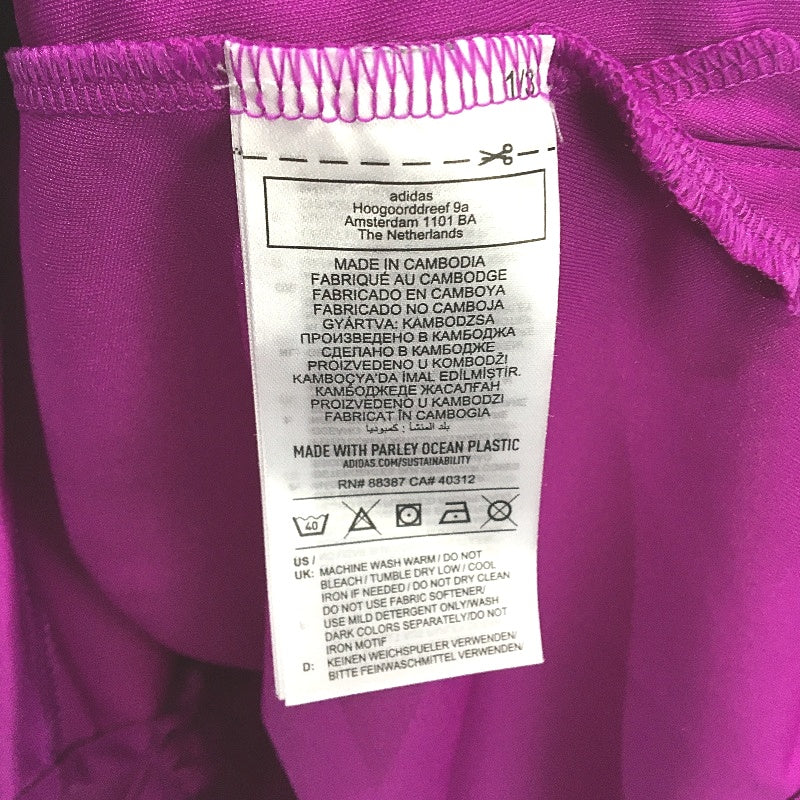 1/3
adidas
Hoogoorddreef 9a
Amsterdam 1101 BA
The Netherlands
MADE IN CAMBODIA
FABRIQUÉ AU CAMBODGE
FABRICADO EN CAMBOYA
FABRICADO NO CAMBOJA
GYÁRTVA: KAMBODZSA
ПРОИЗВЕДЕНО В КАМБОДЖА
СДЕЛАНО В КАМБОДЖЕ
PROIZVEDENO U KOMBODŽI
KAMBOÇYA'DA İMAL EDİLMİŞTİR.
КАМБОДЖЕДЕ ЖАСАЛҒАН
PROIZVEDENO U KAMBODZI
FABRICAT ÎN CAMBOGIA
بلد المنشأ: كمبوديا
MADE WITH PARLEY OCEAN PLASTIC
ADIDAS.COM/SUSTAINABILITY
RN# 88387 CA# 40312
40
US /
UK: MACHINE WASH WARM / DO NOT
BLEACH / TUMBLE DRY LOW / COOL
IRON IF NEEDED / DO NOT DRY CLEAN
DO NOT USE FABRIC SOFTENER/
USE MILD DETERGENT ONLY/WASH
DARK COLORS SEPARATELY/DO NOT
IRON MOTIF
D: KEINEN WEICHSPUELER VERWENDEN/
BITTE FEINWASCHMITTEL VERWENDEN/